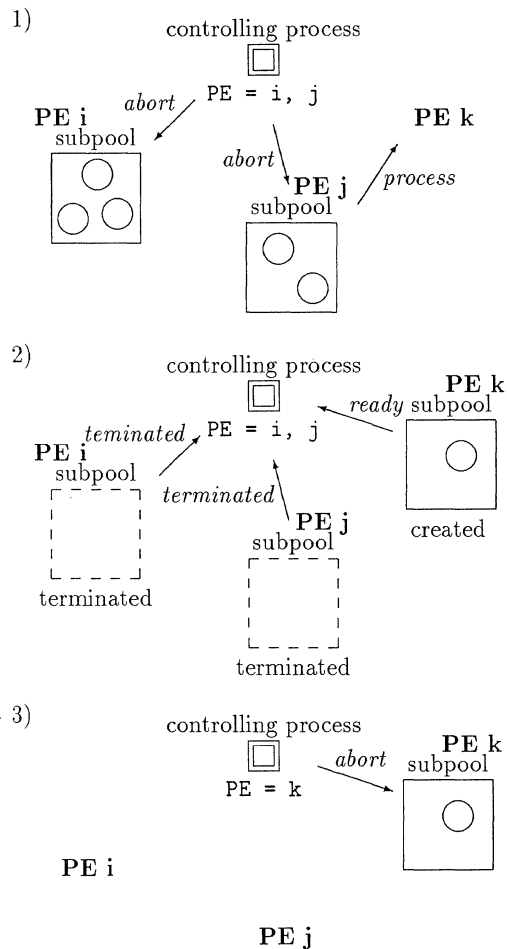 1)
controlling process
PE = i, j
abort
PE i
subpool
abort
PE j
subpool
process
PE k
2)
controlling process
PE = i, j
teminated
PE i
subpool
terminated
terminated
PE j
subpool
terminated
ready
PE k
subpool
created
3)
controlling process
PE = k
abort
PE k
subpool
PE i
PE j